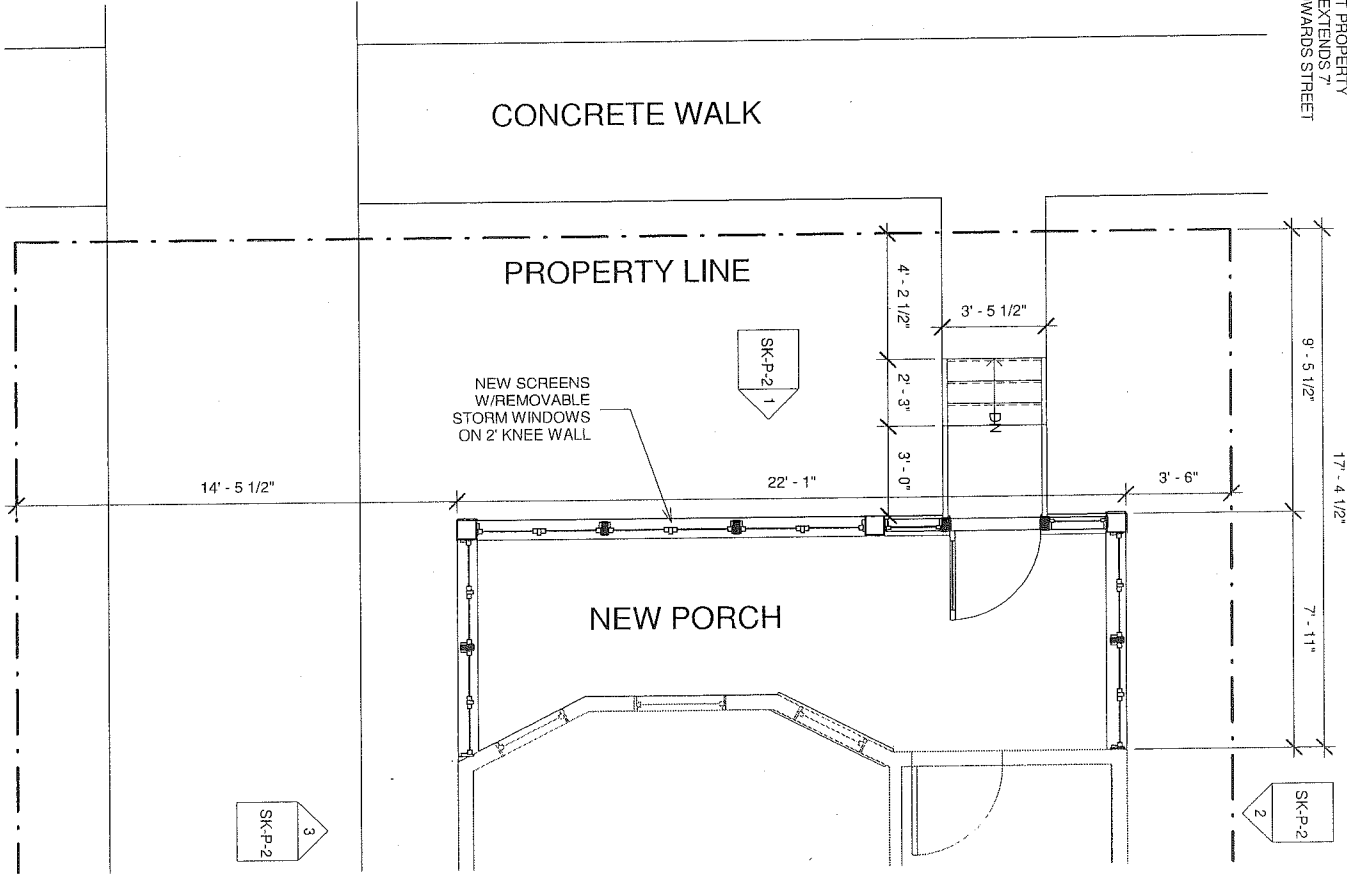 T PROPERTY
EXTENDS 7'
WARDS STREET
CONCRETE WALK
PROPERTY LINE
4' - 2 1/2"
3' - 5 1/2"
9' - 5 1/2"
17' - 4 1/2"
SK-P-2
1
NEW SCREENS
W/REMOVABLE
STORM WINDOWS
ON 2' KNEE WALL
2' - 3"
DN
3' - 0"
14' - 5 1/2"
22' - 1"
3' - 6"
NEW PORCH
7' - 11"
SK-P-2
3
SK-P-2
2